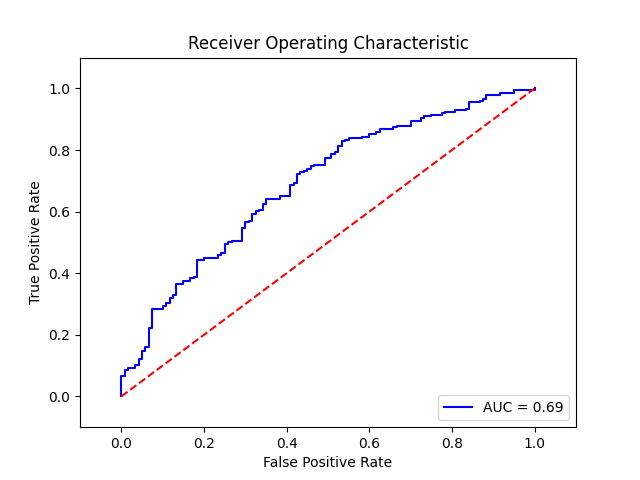 Receiver Operating Characteristic
True Positive Rate
1.0
0.8
0.6
0.4
0.2
0.0
0.0 0.2 0.4 0.6 0.8 1.0
False Positive Rate
AUC = 0.69